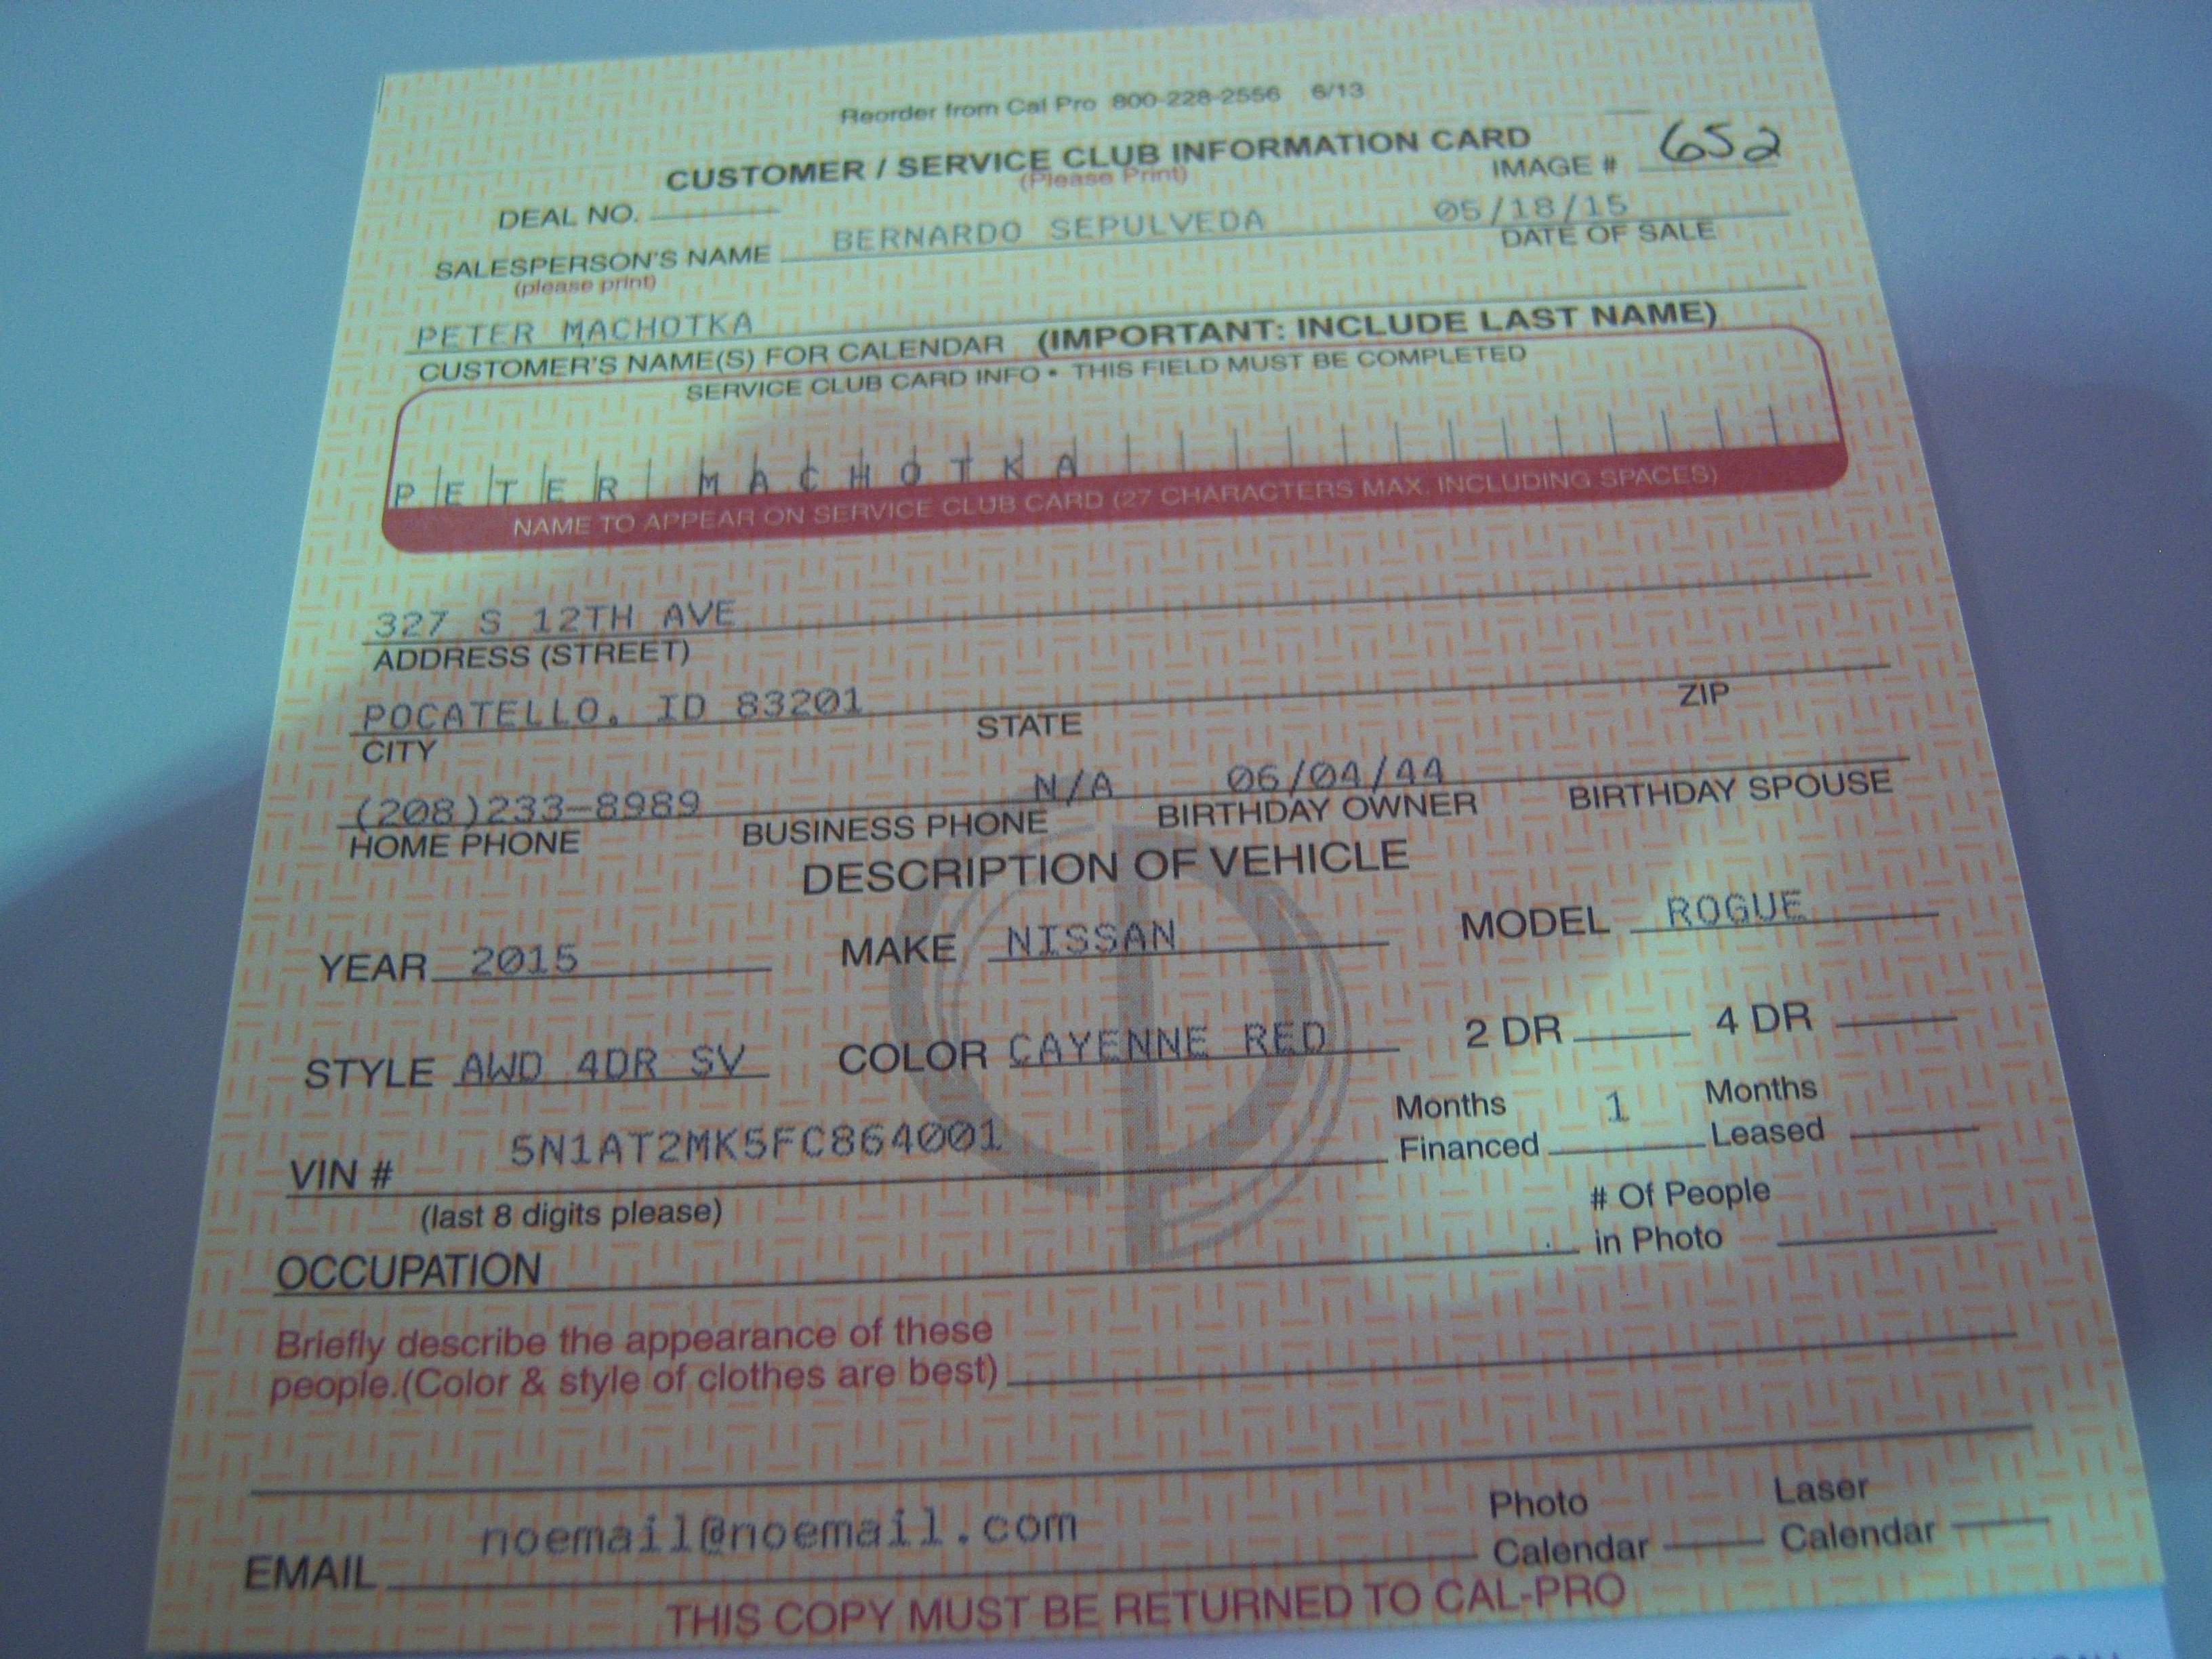 Reorder from Cal Pro 800-228-2556 6/13
CUSTOMER / SERVICE CLUB INFORMATION CARD
(Please Print)
IMAGE # 652
DEAL NO.
SALESPERSON'S NAME BERNARDO SEPULVEDA 05/18/15
(please print) DATE OF SALE
PETER MACHOTKA
CUSTOMER'S NAME(S) FOR CALENDAR (IMPORTANT: INCLUDE LAST NAME)
SERVICE CLUB CARD INFO • THIS FIELD MUST BE COMPLETED
PETER MACHOTKA
NAME TO APPEAR ON SERVICE CLUB CARD (27 CHARACTERS MAX. INCLUDING SPACES)
327 S 12TH AVE
ADDRESS (STREET)
POCATELLO, ID 83201
CITY STATE ZIP
(208)233-8989 N/A 06/04/44
HOME PHONE BUSINESS PHONE BIRTHDAY OWNER BIRTHDAY SPOUSE
DESCRIPTION OF VEHICLE
YEAR 2015 MAKE NISSAN MODEL ROGUE
STYLE AWD 4DR SV COLOR CAYENNE RED 2 DR 4 DR
VIN # 5N1AT2MK5FC864001 Months Financed 1 Months Leased
(last 8 digits please)
OCCUPATION # Of People in Photo
Briefly describe the appearance of these
people.(Color & style of clothes are best)
EMAIL noemail@noemail.com Photo Calendar Laser Calendar
THIS COPY MUST BE RETURNED TO CAL-PRO